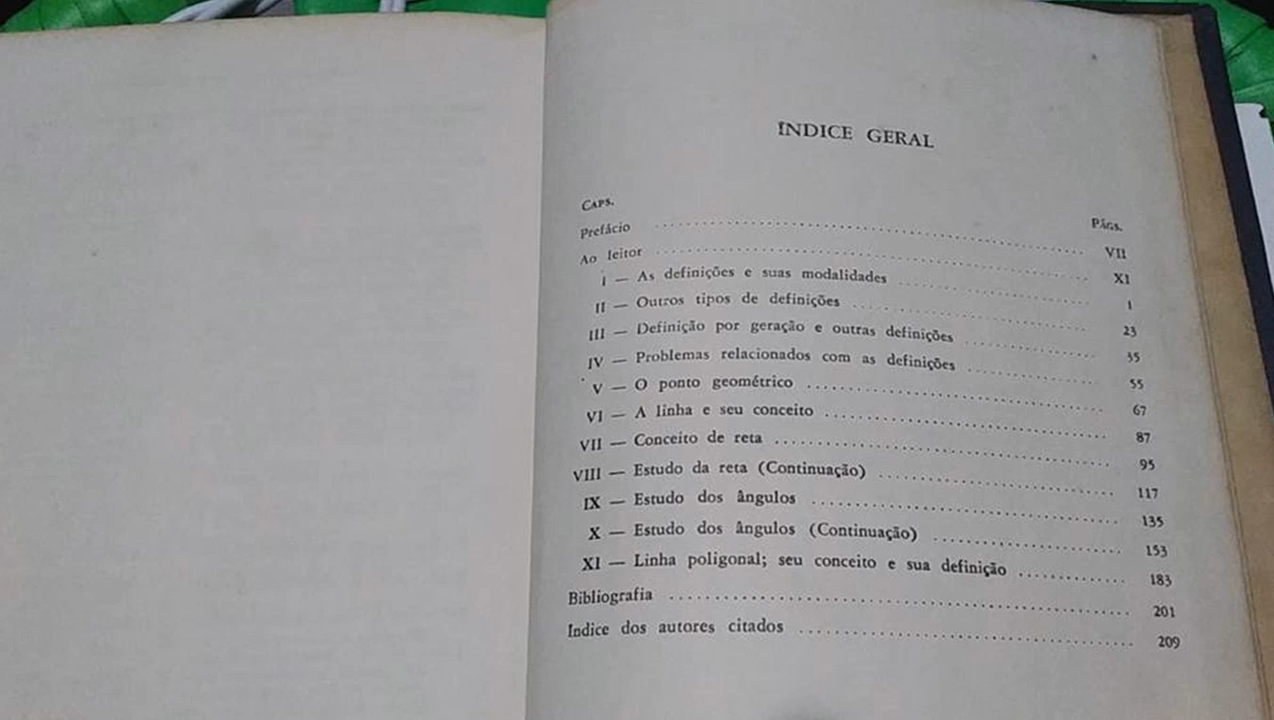 ÍNDICE GERAL
CAPS. PÁGS.
Prefácio VII
Ao leitor XI
I — As definições e suas modalidades 1
II — Outros tipos de definições 23
III — Definição por geração e outras definições 35
IV — Problemas relacionados com as definições 55
V — O ponto geométrico 67
VI — A linha e seu conceito 87
VII — Conceito de reta 95
VIII — Estudo da reta (Continuação) 117
IX — Estudo dos ângulos 135
X — Estudo dos ângulos (Continuação) 153
XI — Linha poligonal; seu conceito e sua definição 183
Bibliografia 201
Indice dos autores citados 209